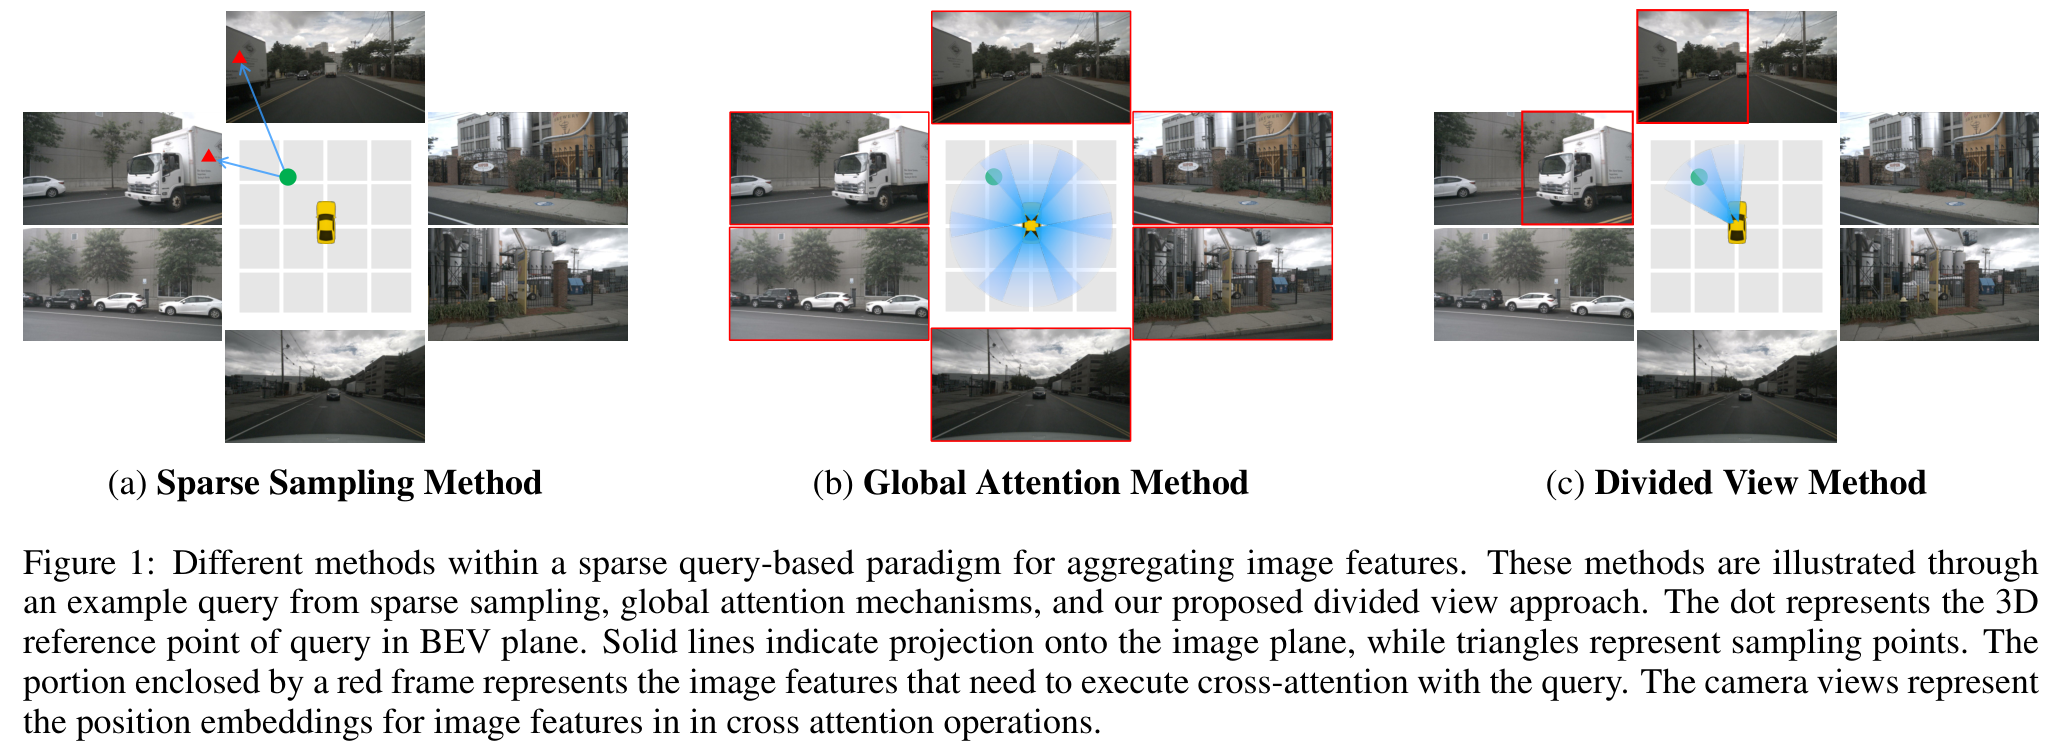 (a) Sparse Sampling Method
(b) Global Attention Method
(c) Divided View Method
Figure 1: Different methods within a sparse query-based paradigm for aggregating image features. These methods are illustrated through
an example query from sparse sampling, global attention mechanisms, and our proposed divided view approach. The dot represents the 3D
reference point of query in BEV plane. Solid lines indicate projection onto the image plane, while triangles represent sampling points. The
portion enclosed by a red frame represents the image features that need to execute cross-attention with the query. The camera views represent
the position embeddings for image features in in cross attention operations.